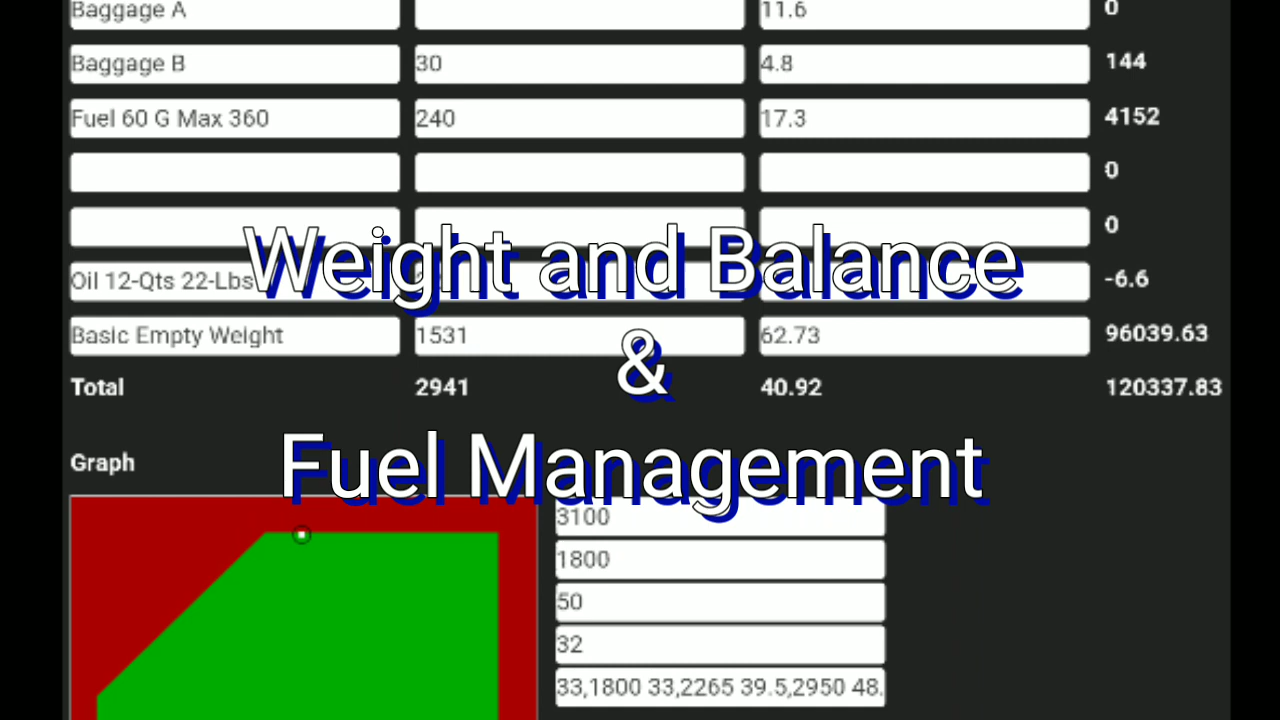 Baggage A 11.6 0
Baggage B 30 4.8 144
Fuel 60 G Max 360 240 17.3 4152
0
0
Weight and Balance
Oil 12-Qts 22-Lbs -6.6
Basic Empty Weight 1531 62.73 96039.63
&
Total 2941 40.92 120337.83
Graph
Fuel Management
3100
1800
50
32
33,1800 33,2265 39.5,2950 48.